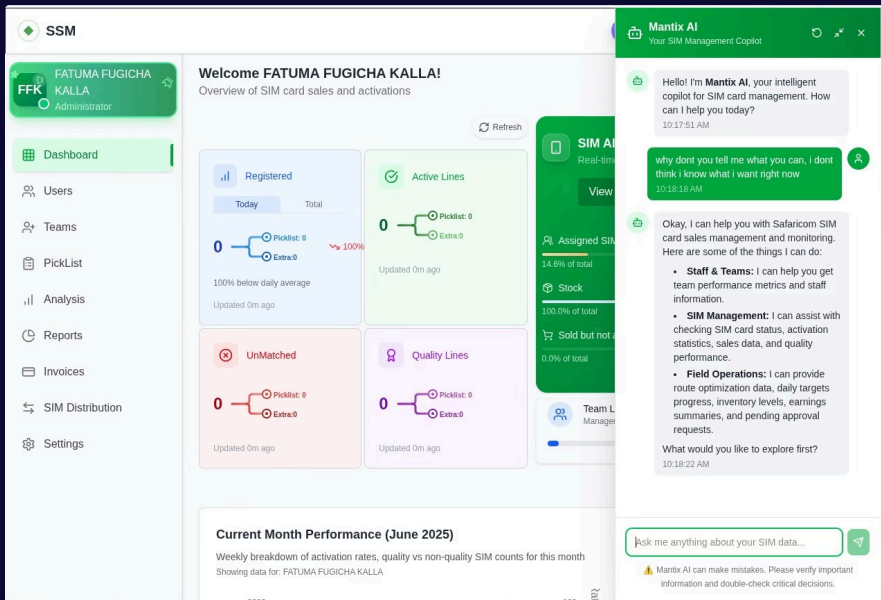 SSM
FFK
FATUMA FUGICHA
KALLA
Administrator
Dashboard
Users
Teams
PickList
Analysis
Reports
Invoices
SIM Distribution
Settings
Welcome FATUMA FUGICHA KALLA!
Overview of SIM card sales and activations
Refresh
Registered
Today Total
0
Picklist: 0
Extra:0
100%
100% below daily average
Updated 0m ago
Active Lines
0
Picklist: 0
Extra:0
Updated 0m ago
UnMatched
0
Picklist: 0
Extra:0
Updated 0m ago
Quality Lines
0
Picklist: 0
Extra:0
Updated 0m ago
SIM
Real-time
View
Assigned SIM
14.6% of total
Stock
100.0% of total
Sold but not
0.0% of total
Team L
Manager
Current Month Performance (June 2025)
Weekly breakdown of activation rates, quality vs non-quality SIM counts for this month
Showing data for: FATUMA FUGICHA KALLA
Mantix AI
Your SIM Management Copilot
Hello! I'm Mantix AI, your intelligent
copilot for SIM card management. How
can I help you today?
10:17:51 AM
why dont you tell me what you can, i dont
think i know what i want right now
10:18:18 AM
Okay, I can help you with Safaricom SIM
card sales management and monitoring.
Here are some of the things I can do:
• Staff & Teams: I can help you get
team performance metrics and staff
information.
• SIM Management: I can assist with
checking SIM card status, activation
statistics, sales data, and quality
performance.
• Field Operations: I can provide
route optimization data, daily targets
progress, inventory levels, earnings
summaries, and pending approval
requests.
What would you like to explore first?
10:18:22 AM
Ask me anything about your SIM data...
⚠️ Mantix AI can make mistakes. Please verify important
information and double-check critical decisions.